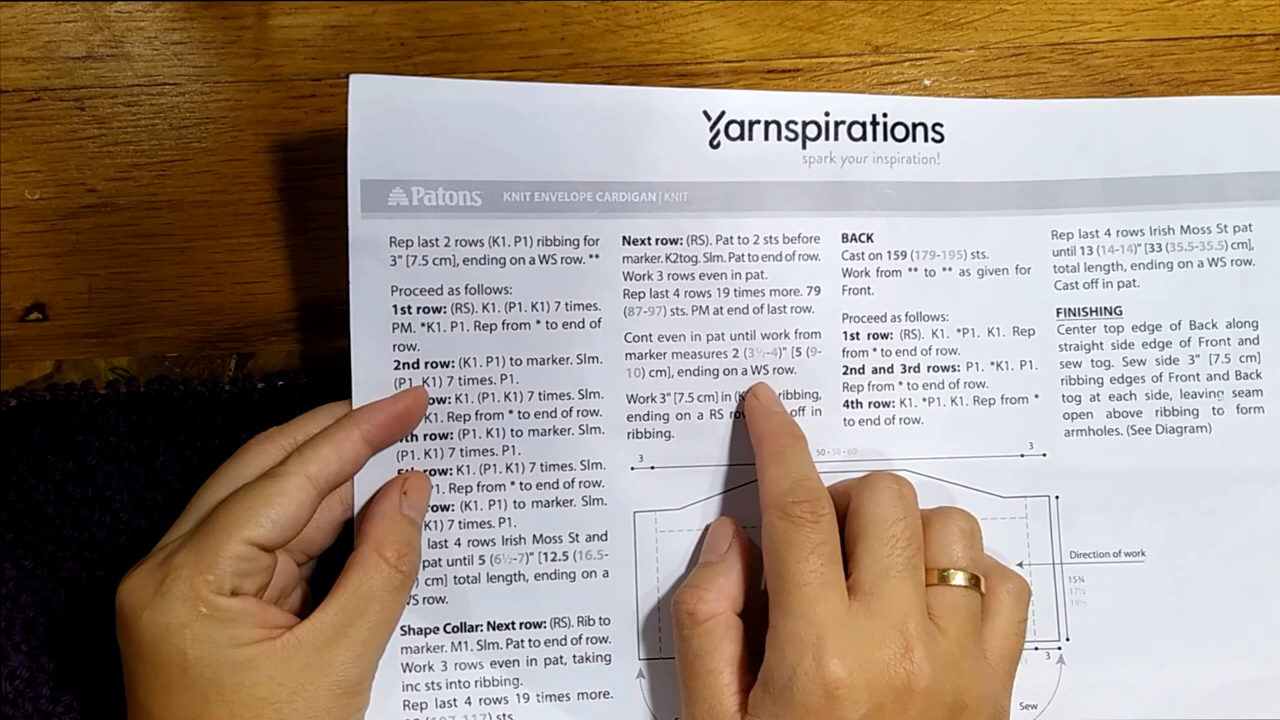 Yarnspirations
spark your inspiration!
Patons KNIT ENVELOPE CARDIGAN | KNIT
Rep last 2 rows (K1. P1) ribbing for
3" [7.5 cm], ending on a WS row. **
Proceed as follows:
1st row: (RS). K1. (P1. K1) 7 times.
PM. *K1. P1. Rep from * to end of
row.
2nd row: (K1. P1) to marker. Slm.
(P1. K1) 7 times. P1.
row: K1. (P1. K1) 7 times.
K1. Rep from * to end of row.
row: (P1. K1) to marker. Slm.
(P1. K1) 7 times. P1.
row: K1. (P1. K1) 7 times. Slm.
Rep from * to end of row.
row: (K1. P1) to marker. Slm.
K1) 7 times. P1.
last 4 rows Irish Moss St and
pat until 5 (6½-7)" [12.5 (16.5-
cm] total length, ending on a
WS row.
Shape Collar: Next row: (RS). Rib to
marker. M1. Slm. Pat to end of row.
Work 3 rows even in pat, taking
inc sts into ribbing.
Rep last 4 rows 19 times more.
sts.
Next row: (RS). Pat to 2 sts before
marker. K2tog. Slm. Pat to end of row.
Work 3 rows even in pat.
Rep last 4 rows 19 times more. 79
(87-97) sts. PM at end of last row.
Cont even in pat until work from
marker measures 2 (3½-4)" [5 (9-
10) cm], ending on a WS row.
Work 3" [7.5 cm] in ribbing,
ending on a RS off in
ribbing.
BACK
Cast on 159 (179-195) sts.
Work from ** to ** as given for
Front.
Proceed as follows:
1st row: (RS). K1. *P1. K1. Rep
from * to end of row.
2nd and 3rd rows: P1. *K1. P1.
Rep from * to end of row.
4th row: K1. *P1. K1. Rep from *
to end of row.
Rep last 4 rows Irish Moss St pat
until 13 (14-14)" [33 (35.5-35.5) cm],
total length, ending on a WS row.
Cast off in pat.
FINISHING
Center top edge of Back along
straight side edge of Front and
sew tog. Sew side 3" [7.5 cm]
ribbing edges of Front and Back
tog at each side, leaving seam
open above ribbing to form
armholes. (See Diagram)
3
3
Direction of work
15¾
17½
19½
3
Sew